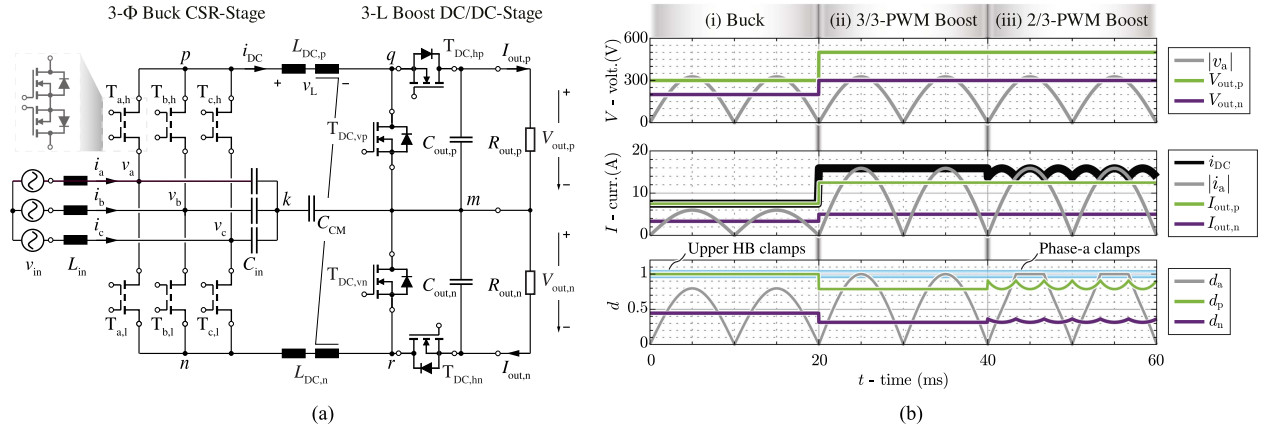 3-Φ Buck CSR-Stage
3-L Boost DC/DC-Stage
p
i_DC
L_DC,p
q
T_DC,hp
I_out,p
+
v_L
−
T_a,h
T_b,h
T_c,h
T_DC,vp
C_out,p
R_out,p
+
V_out,p
−
i_a
v_a
i_b
v_b
k
m
i_c
v_c
C_CM
v_in
L_in
C_in
T_DC,vn
C_out,n
R_out,n
+
V_out,n
−
T_a,l
T_b,l
T_c,l
n
L_DC,n
r
T_DC,hn
I_out,n
(a)
(i) Buck
(ii) 3/3-PWM Boost
(iii) 2/3-PWM Boost
V - volt.(V)
600
300
0
|v_a|
V_out,p
V_out,n
I - curr.(A)
20
10
0
i_DC
|i_a|
I_out,p
I_out,n
Upper HB clamps
Phase-a clamps
d
1
0.5
0
d_a
d_p
d_n
0
10
20
30
40
50
60
t - time (ms)
(b)